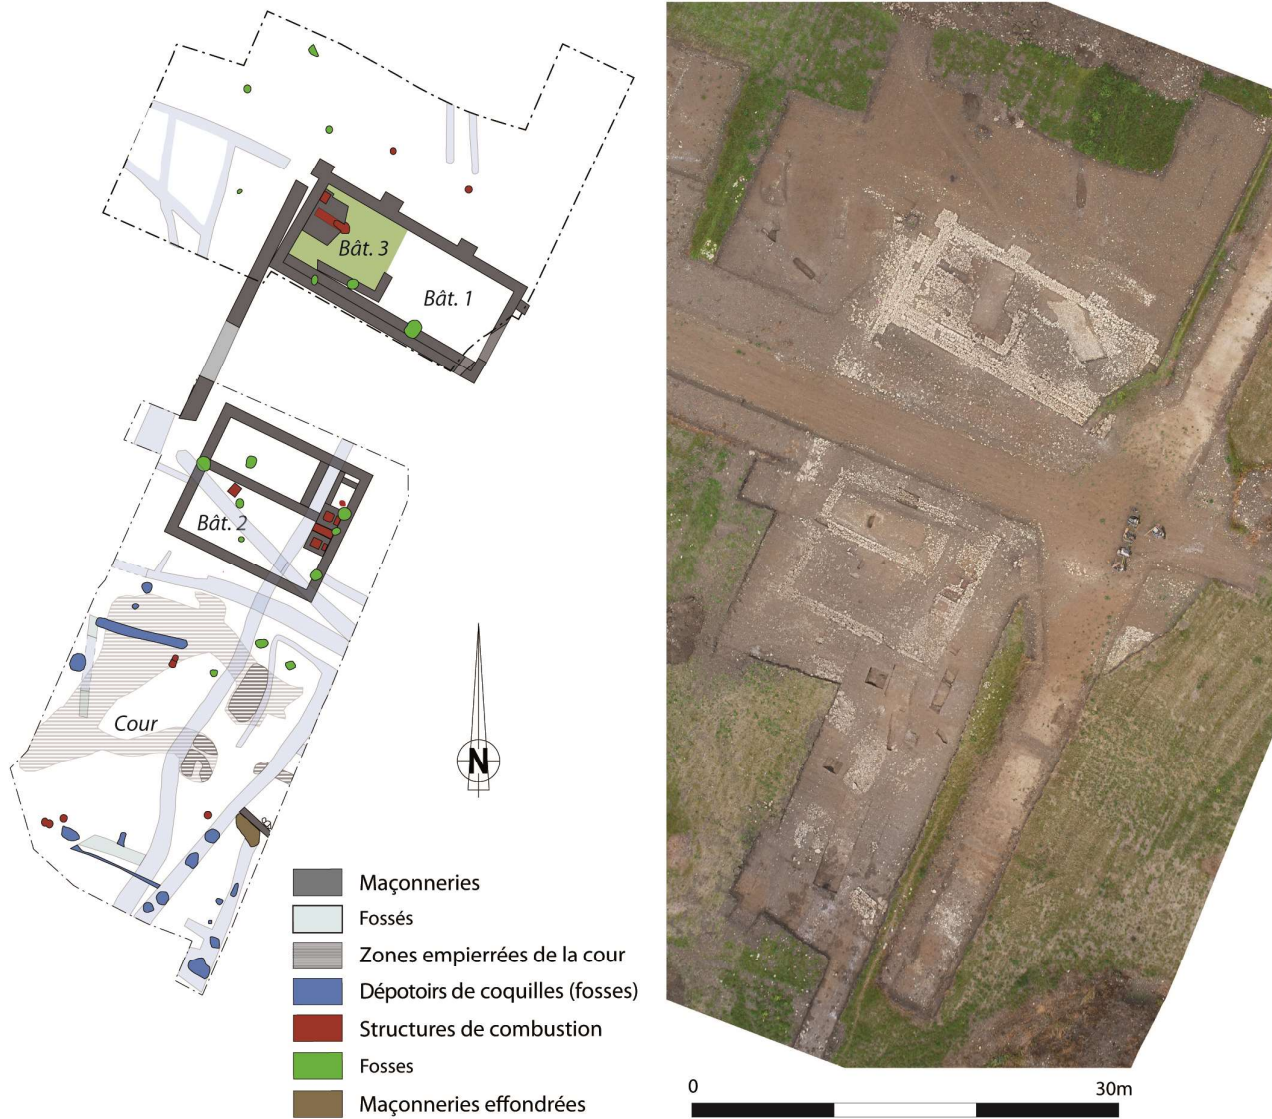 Bât. 3
Bât. 1
Bât. 2
Cour
N
Maçonneries
Fossés
Zones empierrées de la cour
Dépotoirs de coquilles (fosses)
Structures de combustion
Fosses
Maçonneries effondrées
0 30m